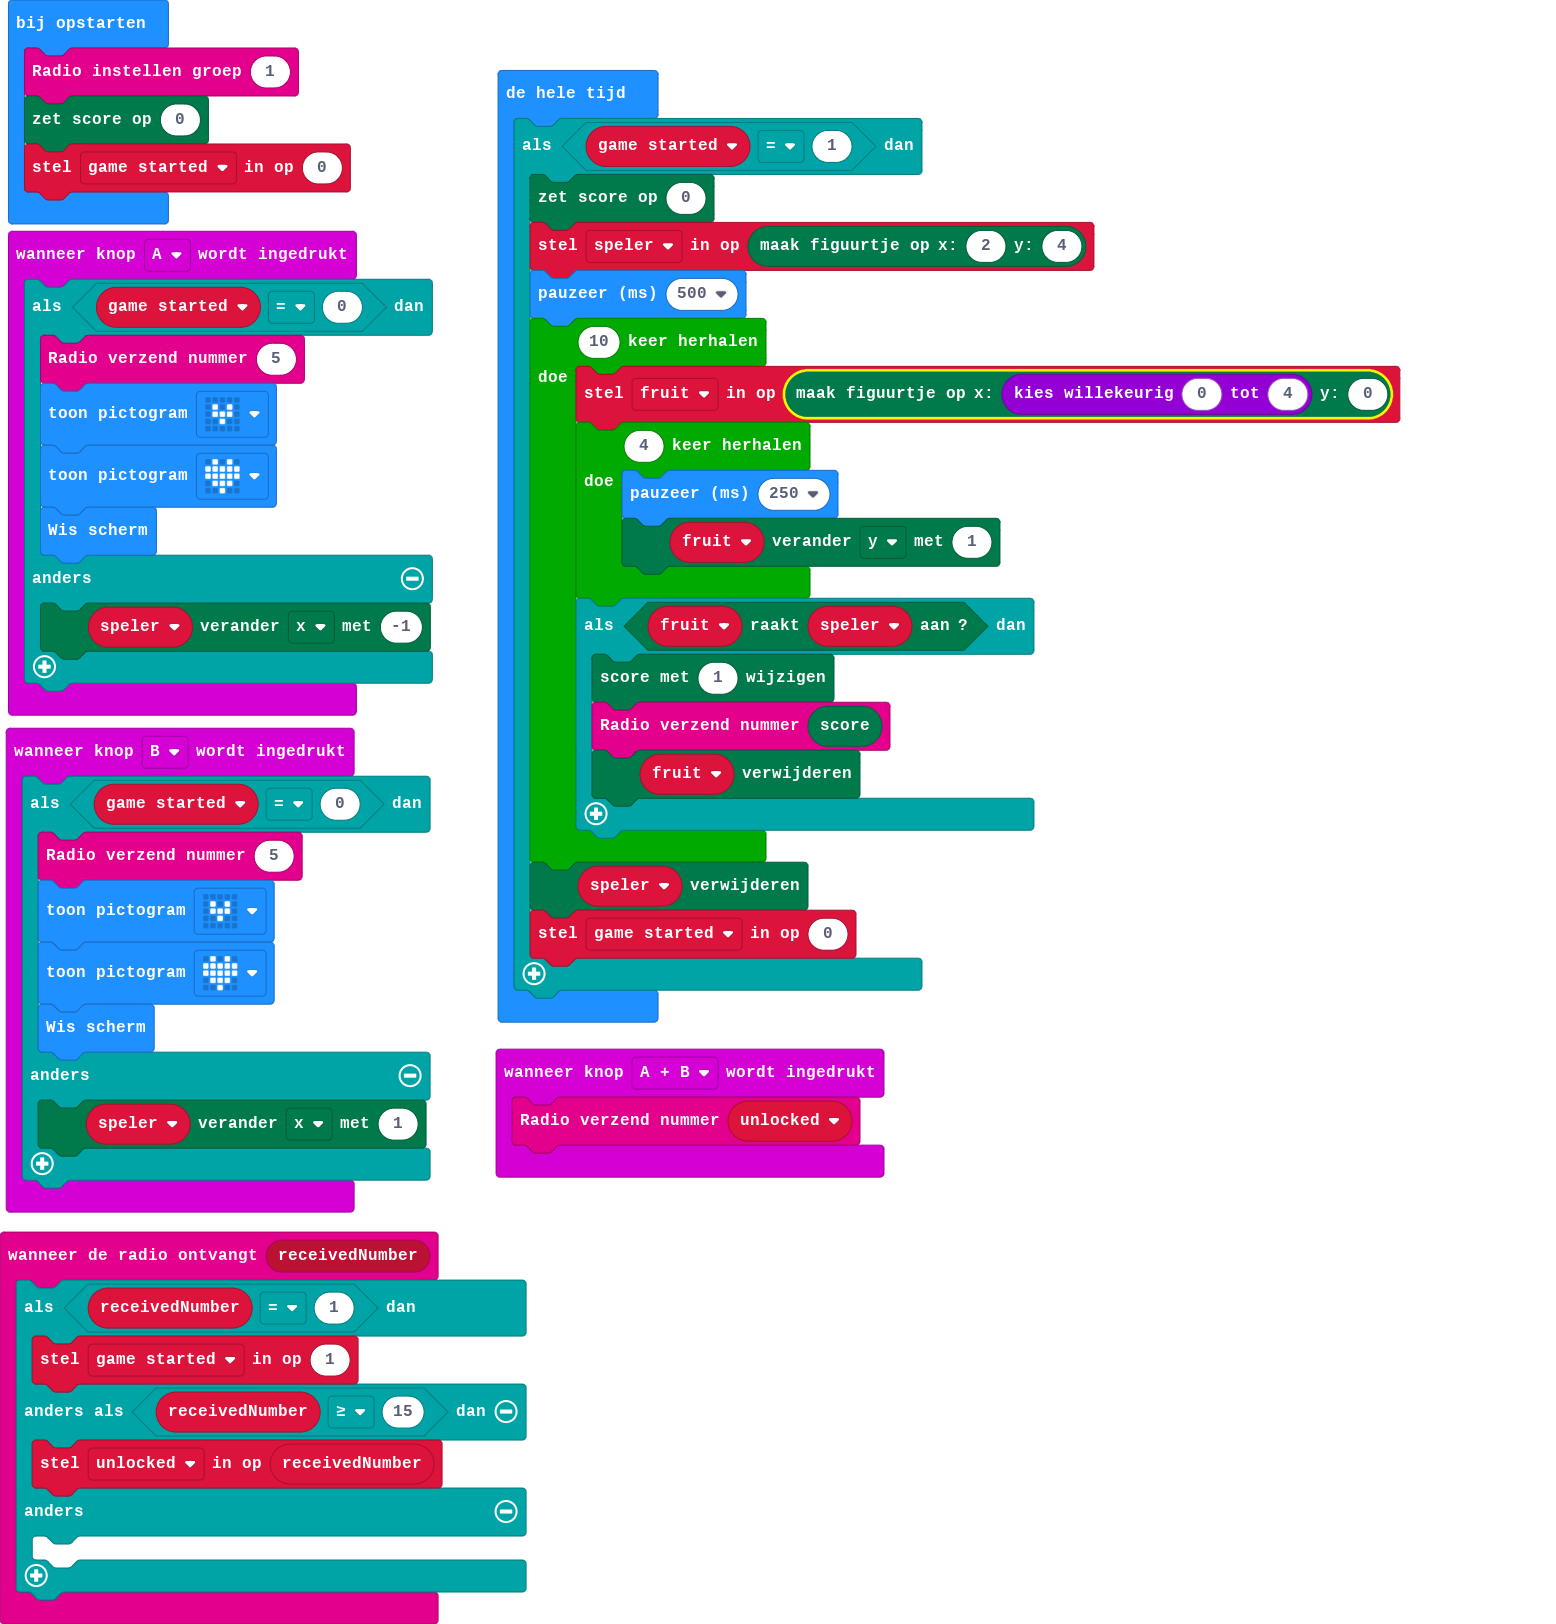 bij opstarten
Radio instellen groep 1
zet score op 0
stel game started in op 0
wanneer knop A wordt ingedrukt
als game started = 0 dan
Radio verzend nummer 5
toon pictogram
toon pictogram
Wis scherm
anders
speler verander x met -1
wanneer knop B wordt ingedrukt
als game started = 0 dan
Radio verzend nummer 5
toon pictogram
toon pictogram
Wis scherm
anders
speler verander x met 1
wanneer de radio ontvangt receivedNumber
als receivedNumber = 1 dan
stel game started in op 1
anders als receivedNumber ≥ 15 dan
stel unlocked in op receivedNumber
anders
de hele tijd
als game started = 1 dan
zet score op 0
stel speler in op maak figuurtje op x: 2 y: 4
pauzeer (ms) 500
10 keer herhalen
doe
stel fruit in op maak figuurtje op x: kies willekeurig 0 tot 4 y: 0
4 keer herhalen
doe
pauzeer (ms) 250
fruit verander y met 1
als fruit raakt speler aan ? dan
score met 1 wijzigen
Radio verzend nummer score
fruit verwijderen
speler verwijderen
stel game started in op 0
wanneer knop A + B wordt ingedrukt
Radio verzend nummer unlocked